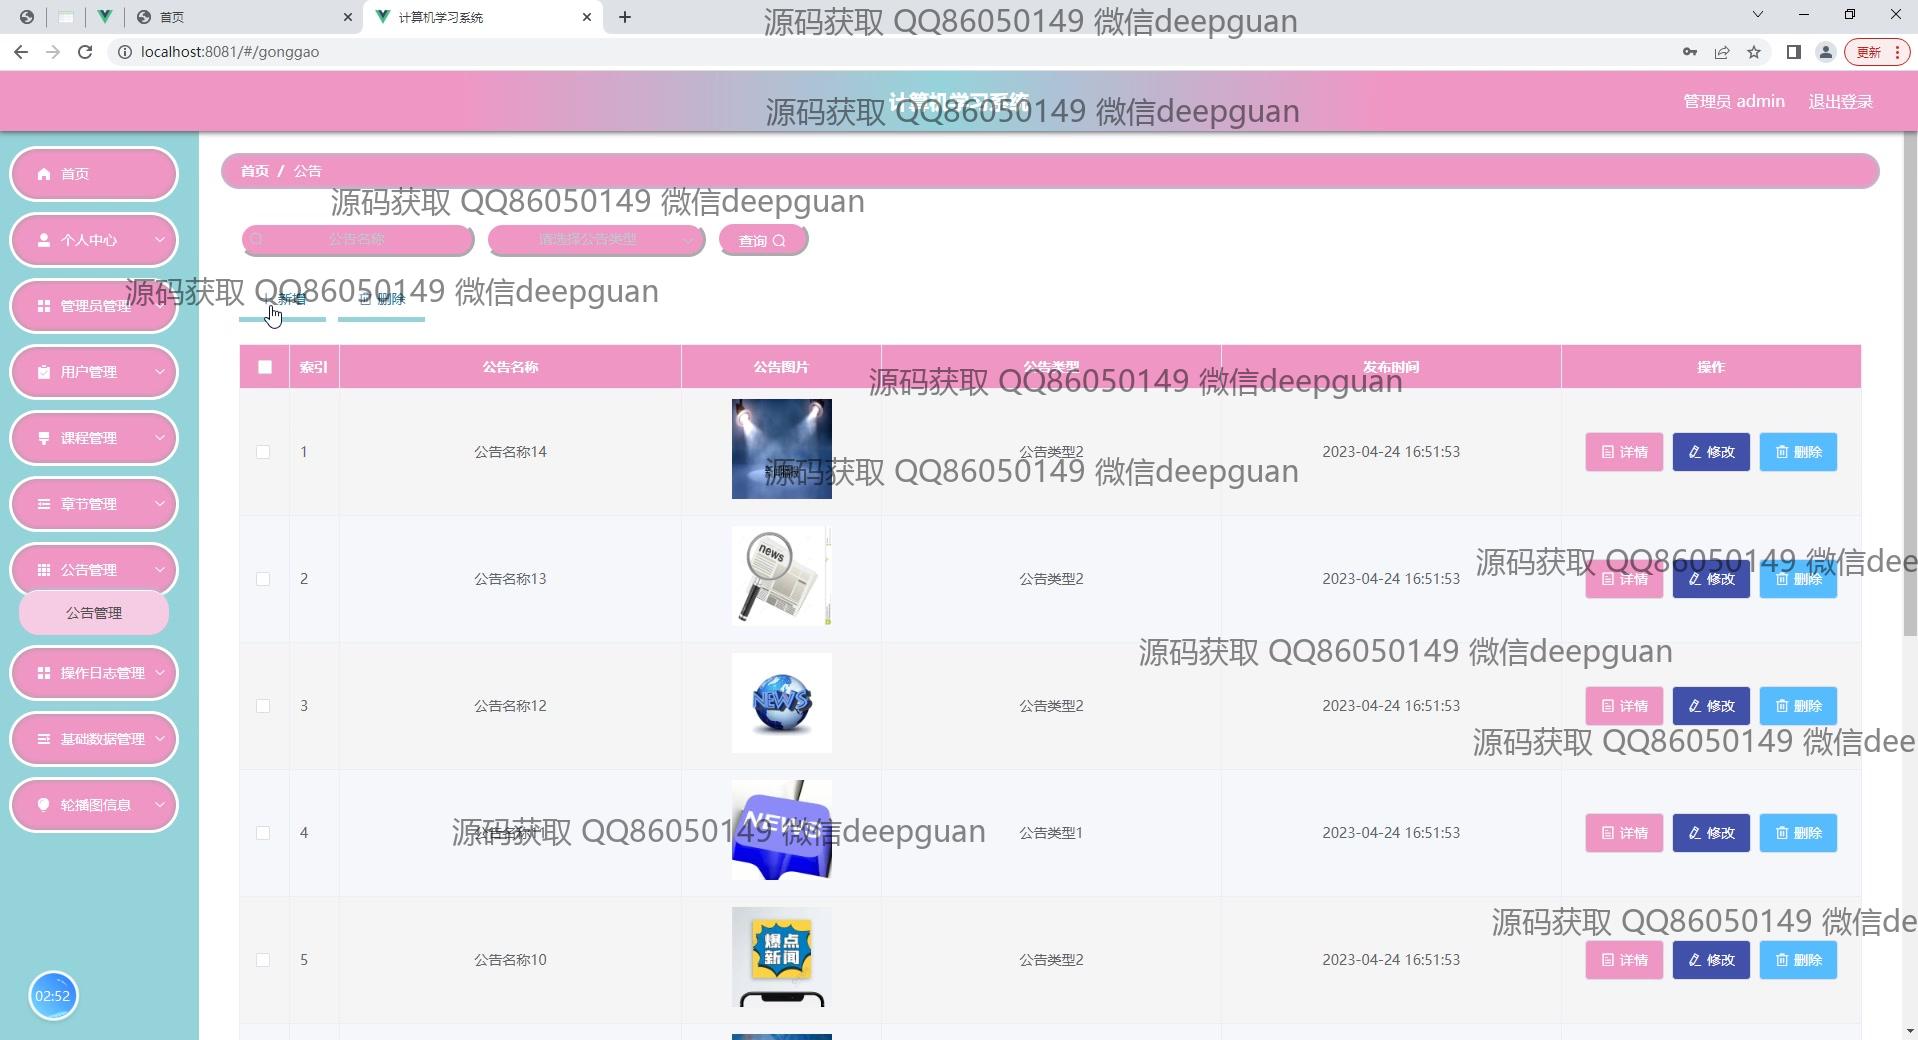 首页
计算机学习系统
源码获取 QQ86050149 微信deepguan
localhost:8081/#/gonggao
更新
计算机学习系统
源码获取 QQ86050149 微信deepguan
管理员 admin
退出登录
首页
个人中心
管理员管理
用户管理
课程管理
章节管理
公告管理
公告管理
操作日志管理
基础数据管理
轮播图信息
02:52
首页 / 公告
源码获取 QQ86050149 微信deepguan
公告名称
请选择公告类型
查询
源码获取 QQ86050149 微信deepguan
新增
删除
索引 公告名称 公告图片 公告类型 发布时间 操作
源码获取 QQ86050149 微信deepguan
1 公告名称14 公告类型2 2023-04-24 16:51:53 详情 修改 删除
源码获取 QQ86050149 微信deepguan
源码获取 QQ86050149 微信dee
news
2 公告名称13 公告类型2 2023-04-24 16:51:53 详情 修改 删除
源码获取 QQ86050149 微信deepguan
NEWS
3 公告名称12 公告类型2 2023-04-24 16:51:53 详情 修改 删除
源码获取 QQ86050149 微信dee
NEWS
4 公告类型1 2023-04-24 16:51:53 详情 修改 删除
源码获取 QQ86050149 微信deepguan
源码获取 QQ86050149 微信de
爆点
新闻
5 公告名称10 公告类型2 2023-04-24 16:51:53 详情 修改 删除